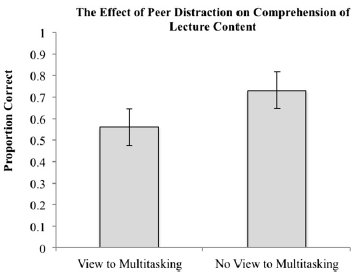 The Effect of Peer Distraction on Comprehension of
Lecture Content
Proportion Correct
1
0.9
0.8
0.7
0.6
0.5
0.4
0.3
0.2
0.1
0
View to Multitasking
No View to Multitasking